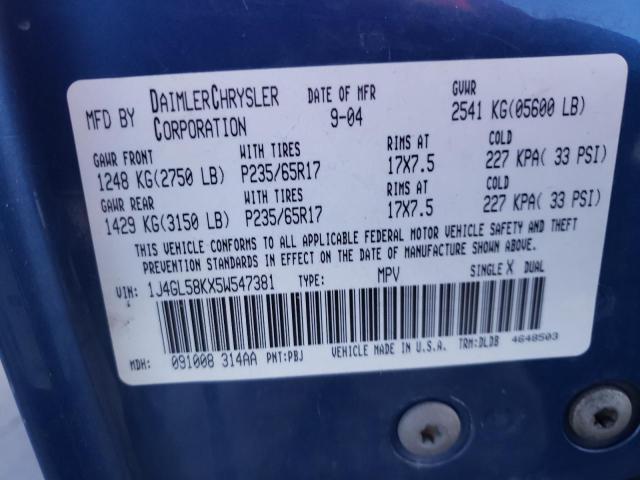 MFD BY DAIMLERCHRYSLER CORPORATION DATE OF MFR 9-04 GVWR 2541 KG(05600 LB)
GAWR FRONT WITH TIRES RIMS AT COLD
1248 KG(2750 LB) P235/65R17 17X7.5 227 KPA( 33 PSI)
GAWR REAR WITH TIRES RIMS AT COLD
1429 KG(3150 LB) P235/65R17 17X7.5 227 KPA( 33 PSI)
THIS VEHICLE CONFORMS TO ALL APPLICABLE FEDERAL MOTOR VEHICLE SAFETY AND THEFT
PREVENTION STANDARDS IN EFFECT ON THE DATE OF MANUFACTURE SHOWN ABOVE.
VIN: 1J4GL58KX5W547381 TYPE: MPV SINGLE X DUAL
MDH: 091008 314AA PNT:PBJ VEHICLE MADE IN U.S.A. TRM:DLDB 4648503